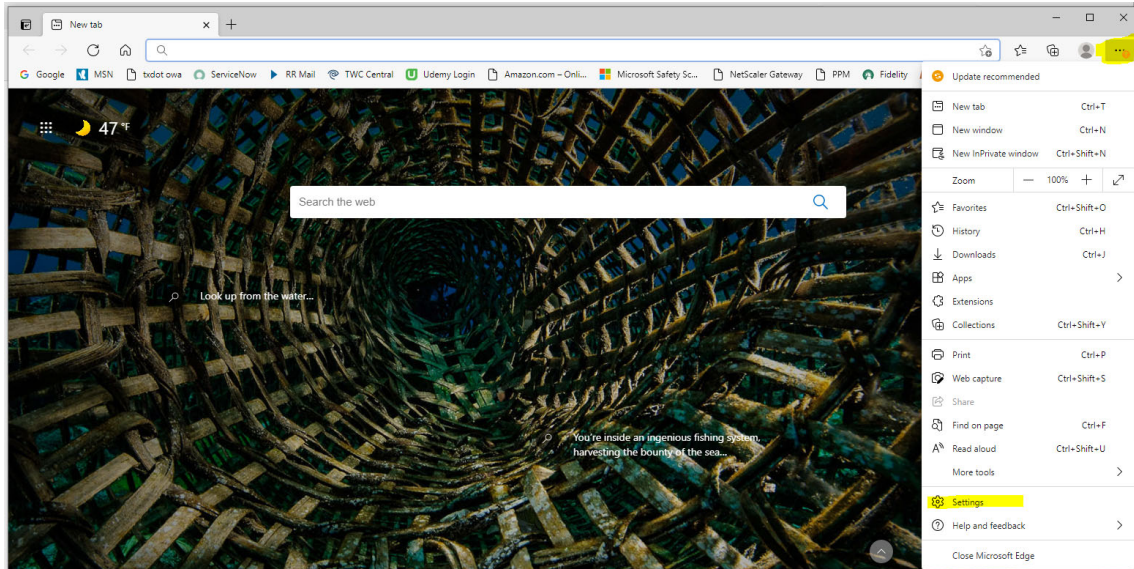 New tab
Google MSN txdot owa ServiceNow RR Mail TWC Central Udemy Login Amazon.com – Onli... Microsoft Safety Sc... NetScaler Gateway PPM Fidelity
47 °F
Search the web
Look up from the water...
You're inside an ingenious fishing system,
harvesting the bounty of the sea...
Update recommended
New tab Ctrl+T
New window Ctrl+N
New InPrivate window Ctrl+Shift+N
Zoom — 100% +
Favorites Ctrl+Shift+O
History Ctrl+H
Downloads Ctrl+J
Apps
Extensions
Collections Ctrl+Shift+Y
Print Ctrl+P
Web capture Ctrl+Shift+S
Share
Find on page Ctrl+F
Read aloud Ctrl+Shift+U
More tools
Settings
Help and feedback
Close Microsoft Edge